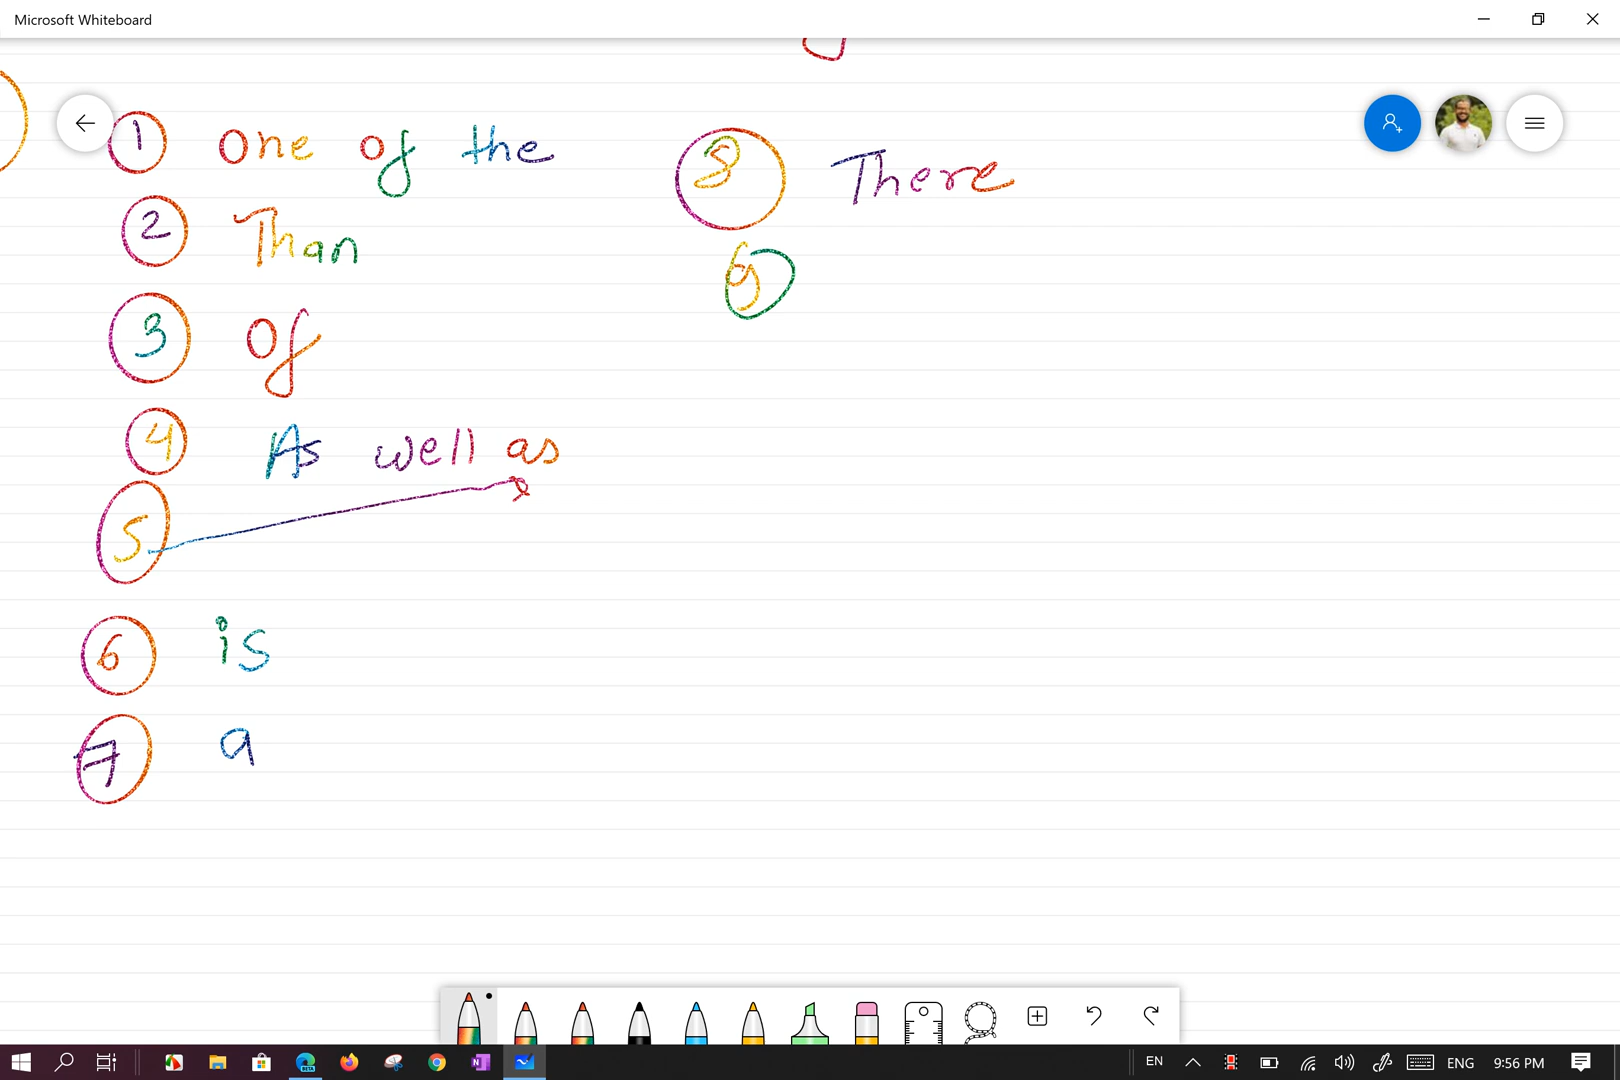 Microsoft Whiteboard
1 One of the
2 Than
3 Of
4 As well as
5
6 is
7 a
8 There
9
EN
ENG
9:56 PM